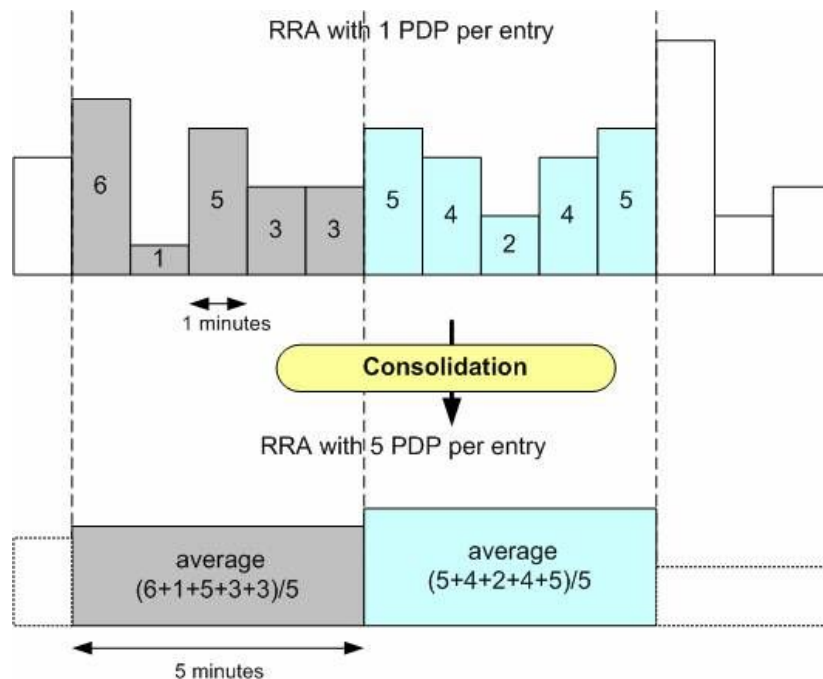 RRA with 1 PDP per entry
6
1
5
3
3
5
4
2
4
5
1 minutes
Consolidation
RRA with 5 PDP per entry
average
(6+1+5+3+3)/5
average
(5+4+2+4+5)/5
5 minutes